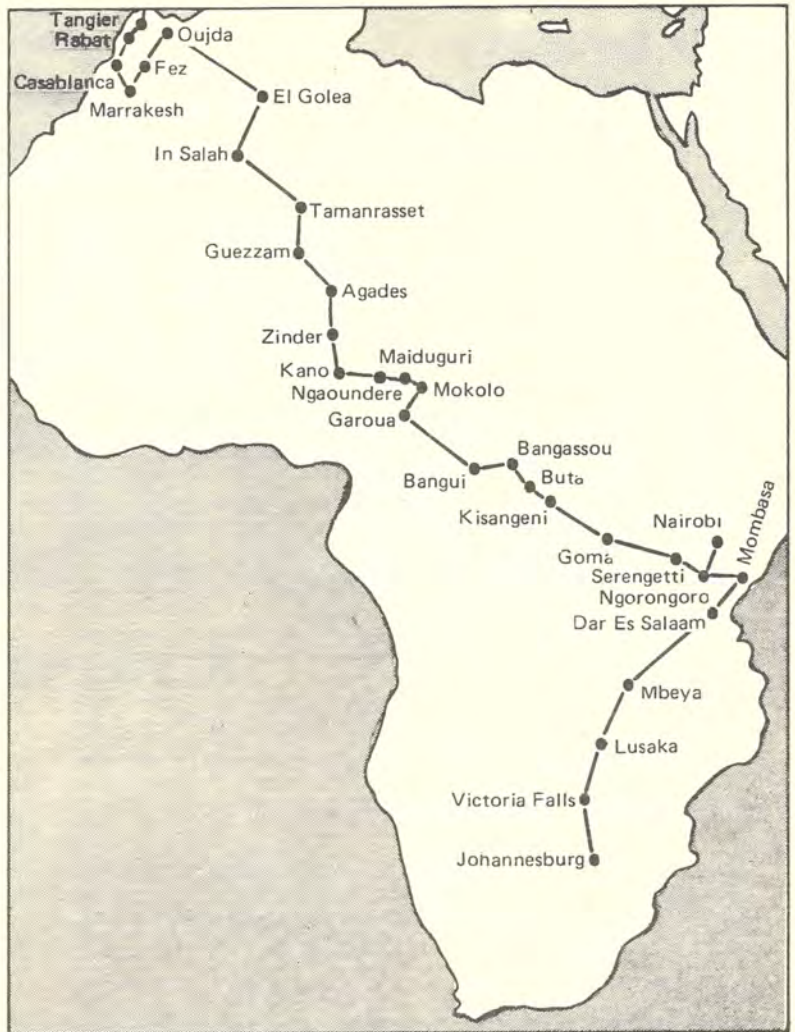 Tangier
Rabat
Oujda
Casablanca
Fez
Marrakesh
El Golea
In Salah
Tamanrasset
Guezzam
Agades
Zinder
Kano
Maiduguri
Ngaoundere
Mokolo
Garoua
Bangassou
Bangui
Buta
Kisangeni
Nairobi
Mombasa
Goma
Serengetti
Ngorongoro
Dar Es Salaam
Mbeya
Lusaka
Victoria Falls
Johannesburg